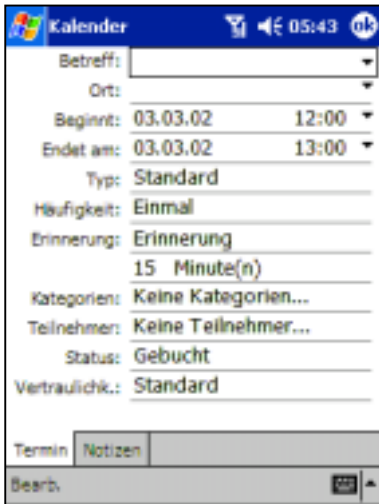 Kalender 05:43 ok
Betreff:
Ort:
Beginnt: 03.03.02 12:00
Endet am: 03.03.02 13:00
Typ: Standard
Häufigkeit: Einmal
Erinnerung: Erinnerung
15 Minute(n)
Kategorien: Keine Kategorien...
Teilnehmer: Keine Teilnehmer...
Status: Gebucht
Vertraulichk.: Standard
Termin Notizen
Bearb.